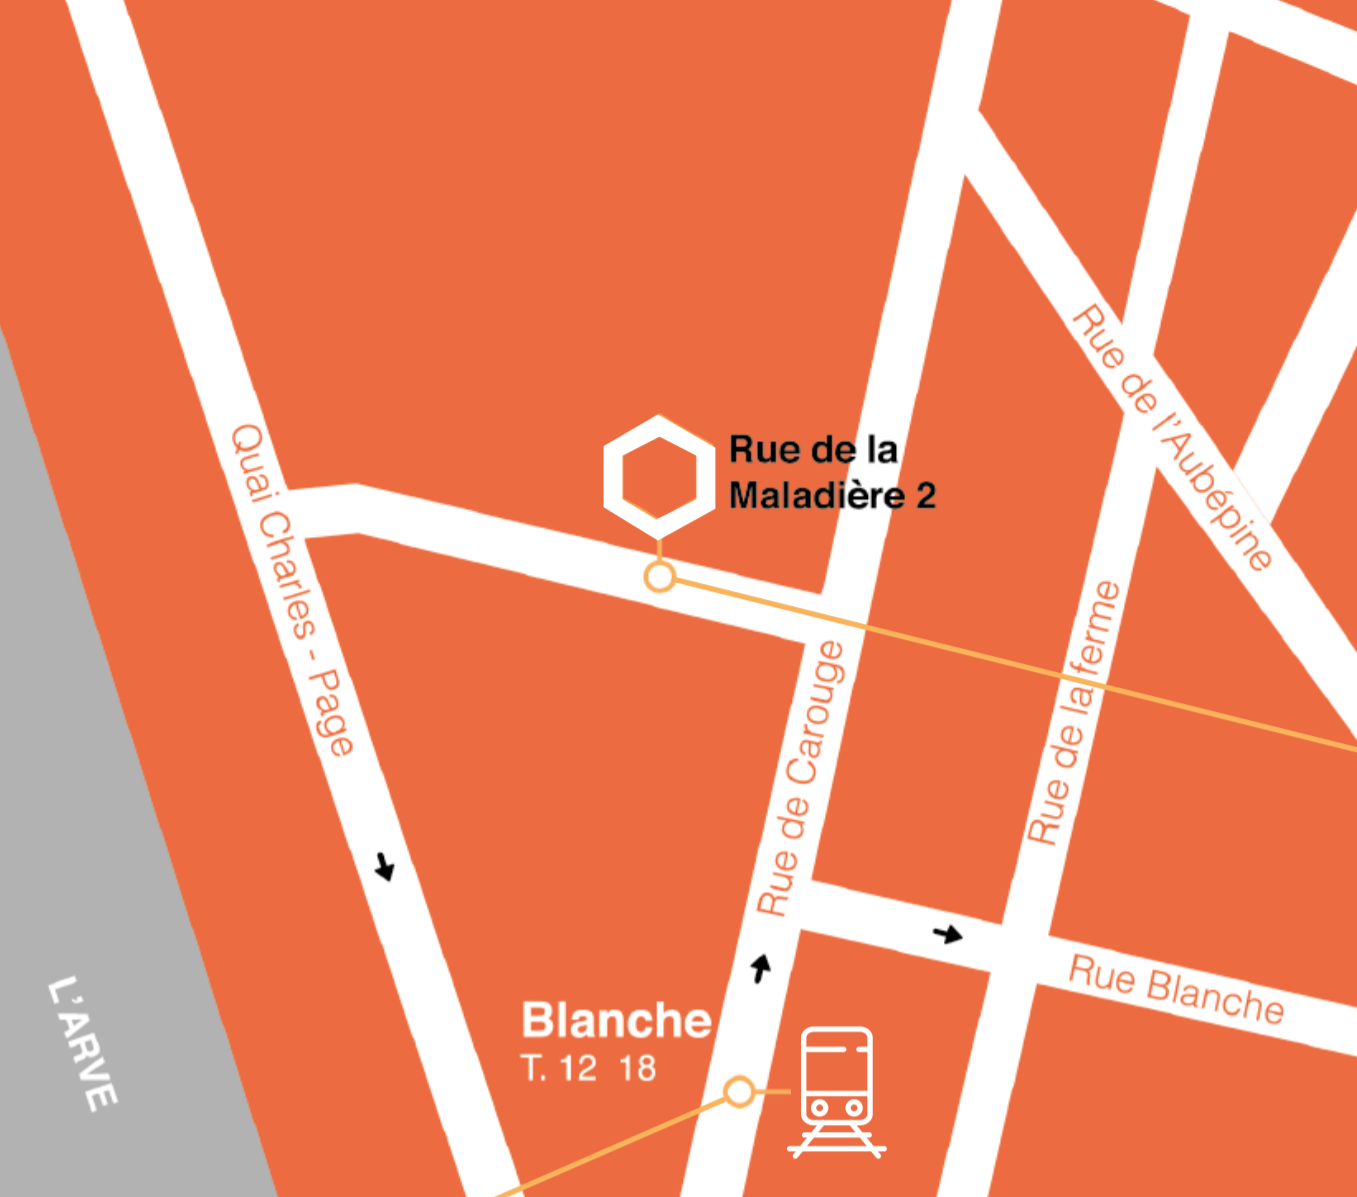 Rue de l'Aubépine
Quai Charles - Page
Rue de la
Maladière 2
Rue de la ferme
Rue de Carouge
Rue Blanche
L'ARVE
Blanche
T. 12 18